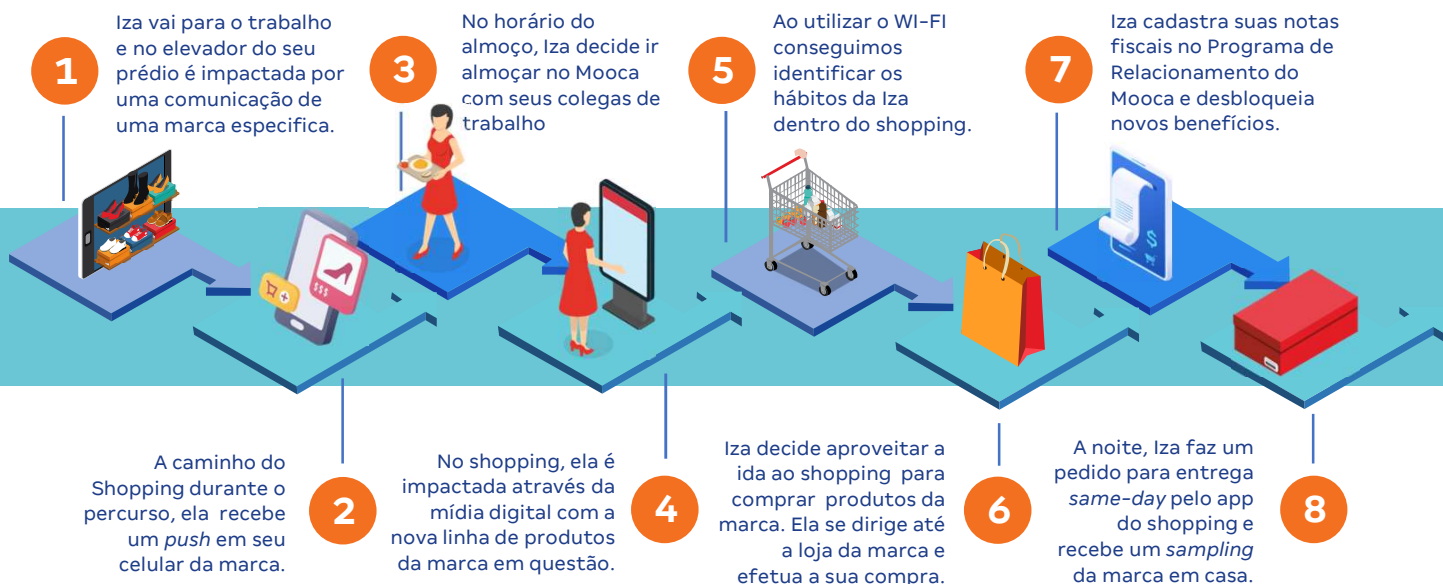 1
Iza vai para o trabalho
e no elevador do seu
prédio é impactada por
uma comunicação de
uma marca especifica.
2
A caminho do
Shopping durante o
percurso, ela recebe
um push em seu
celular da marca.
3
No horário do
almoço, Iza decide ir
almoçar no Mooca
com seus colegas de
trabalho
4
No shopping, ela é
impactada através da
mídia digital com a
nova linha de produtos
da marca em questão.
5
Ao utilizar o WI-FI
conseguimos
identificar os
hábitos da Iza
dentro do shopping.
6
Iza decide aproveitar a
ida ao shopping para
comprar produtos da
marca. Ela se dirige até
a loja da marca e
efetua a sua compra.
7
Iza cadastra suas notas
fiscais no Programa de
Relacionamento do
Mooca e desbloqueia
novos benefícios.
8
A noite, Iza faz um
pedido para entrega
same-day pelo app
do shopping e
recebe um sampling
da marca em casa.
$$$
$